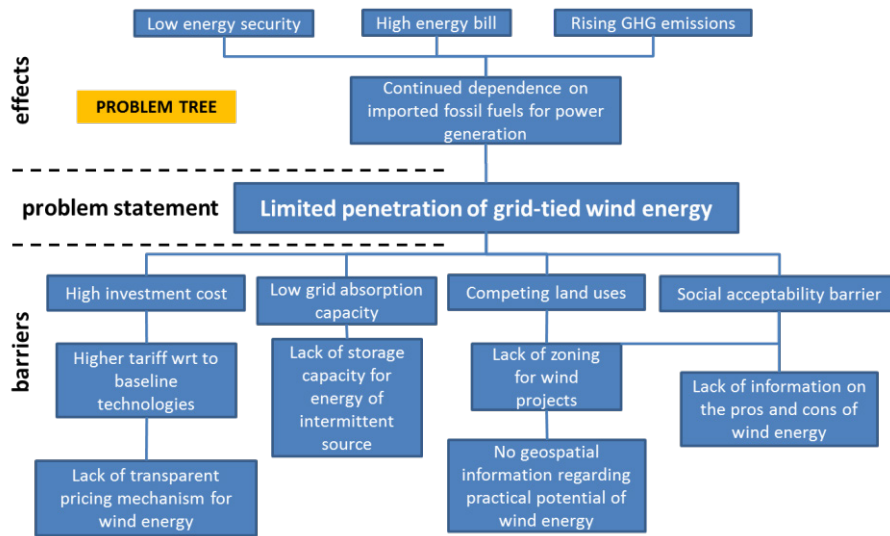 Low energy security
High energy bill
Rising GHG emissions
effects
PROBLEM TREE
Continued dependence on
imported fossil fuels for power
generation
problem statement
Limited penetration of grid-tied wind energy
barriers
High investment cost
Low grid absorption
capacity
Competing land uses
Social acceptability barrier
Higher tariff wrt to
baseline
technologies
Lack of storage
capacity for
energy of
intermittent
source
Lack of zoning
for wind
projects
Lack of information on
the pros and cons of
wind energy
Lack of transparent
pricing mechanism for
wind energy
No geospatial
information regarding
practical potential of
wind energy